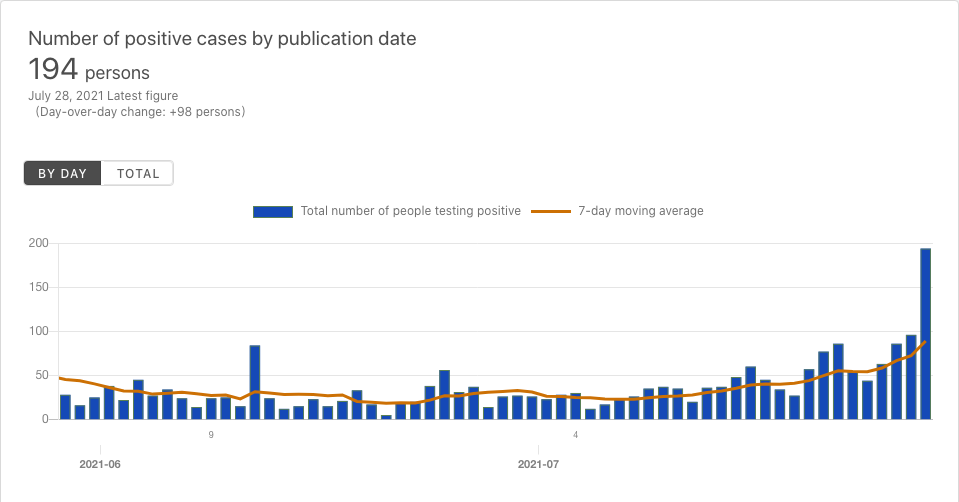 Number of positive cases by publication date
194 persons
July 28, 2021 Latest figure
(Day-over-day change: +98 persons)
BY DAY TOTAL
Total number of people testing positive 7-day moving average
200
150
100
50
0
9 4
2021-06 2021-07